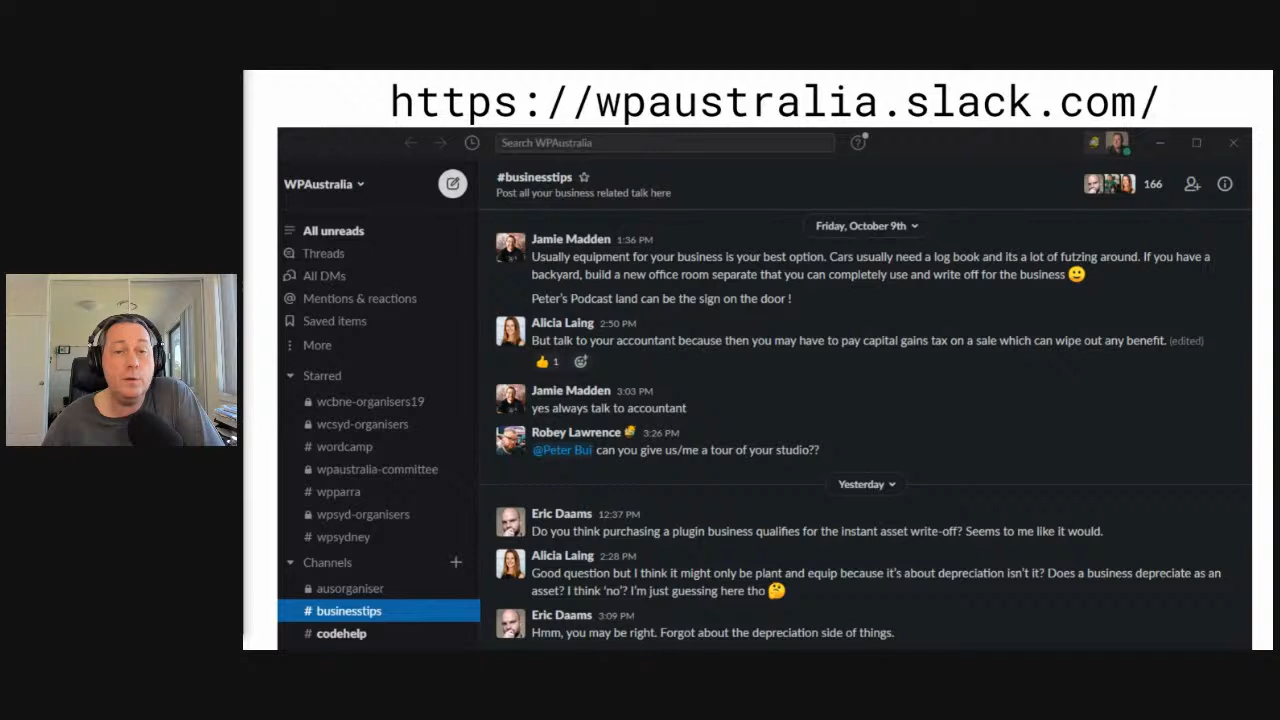 https://wpaustralia.slack.com/
Search WPAustralia
WPAustralia
All unreads
Threads
All DMs
Mentions & reactions
Saved items
More
Starred
wcbne-organisers19
wcsyd-organisers
# wordcamp
wpaustralia-committee
# wpparra
wpsyd-organisers
# wpsydney
Channels
ausorganiser
# businesstips
# codehelp
#businesstips
Post all your business related talk here
166
Friday, October 9th
Jamie Madden 1:36 PM
Usually equipment for your business is your best option. Cars usually need a log book and its a lot of futzing around. If you have a
backyard, build a new office room separate that you can completely use and write off for the business 🙂
Peter's Podcast land can be the sign on the door !
Alicia Laing 2:50 PM
But talk to your accountant because then you may have to pay capital gains tax on a sale which can wipe out any benefit. (edited)
👍 1
Jamie Madden 3:03 PM
yes always talk to accountant
Robey Lawrence 3:26 PM
@Peter Bui can you give us/me a tour of your studio??
Yesterday
Eric Daams 12:37 PM
Do you think purchasing a plugin business qualifies for the instant asset write-off? Seems to me like it would.
Alicia Laing 2:28 PM
Good question but I think it might only be plant and equip because it's about depreciation isn't it? Does a business depreciate as an
asset? I think 'no'? I'm just guessing here tho 🤔
Eric Daams 3:09 PM
Hmm, you may be right. Forgot about the depreciation side of things.